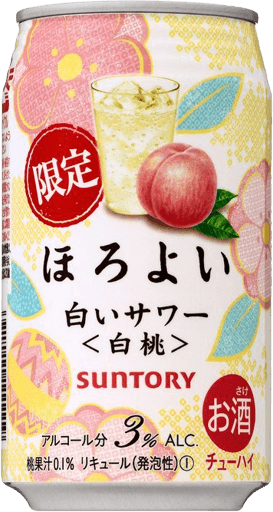 限定
ほろよい
白いサワー
<白桃>
SUNTORY
さけ
お酒
アルコール分 3% ALC.
チューハイ
桃果汁0.1% リキュール(発泡性)①